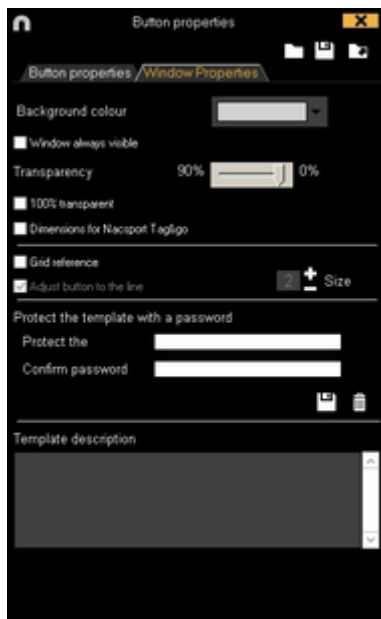 Button properties
Button properties Window Properties
Background colour
Window always visible
Transparency 90% 0%
100% transparent
Dimensions for Nacsport Tag&go
Grid reference
Adjust button to the line 2 Size
Protect the template with a password
Protect the
Confirm password
Template description